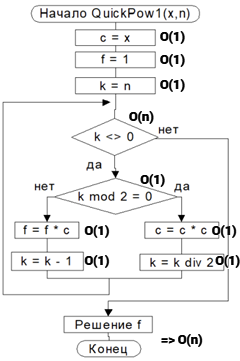 Начало QuickPow1(x,n)
c = x O(1)
f = 1 O(1)
k = n O(1)
O(n)
k <> 0 нет
да
O(1)
нет k mod 2 = 0 да
f = f * c O(1) c = c * c O(1)
k = k - 1 O(1) k = k div 2 O(1)
Решение f
=> O(n)
Конец